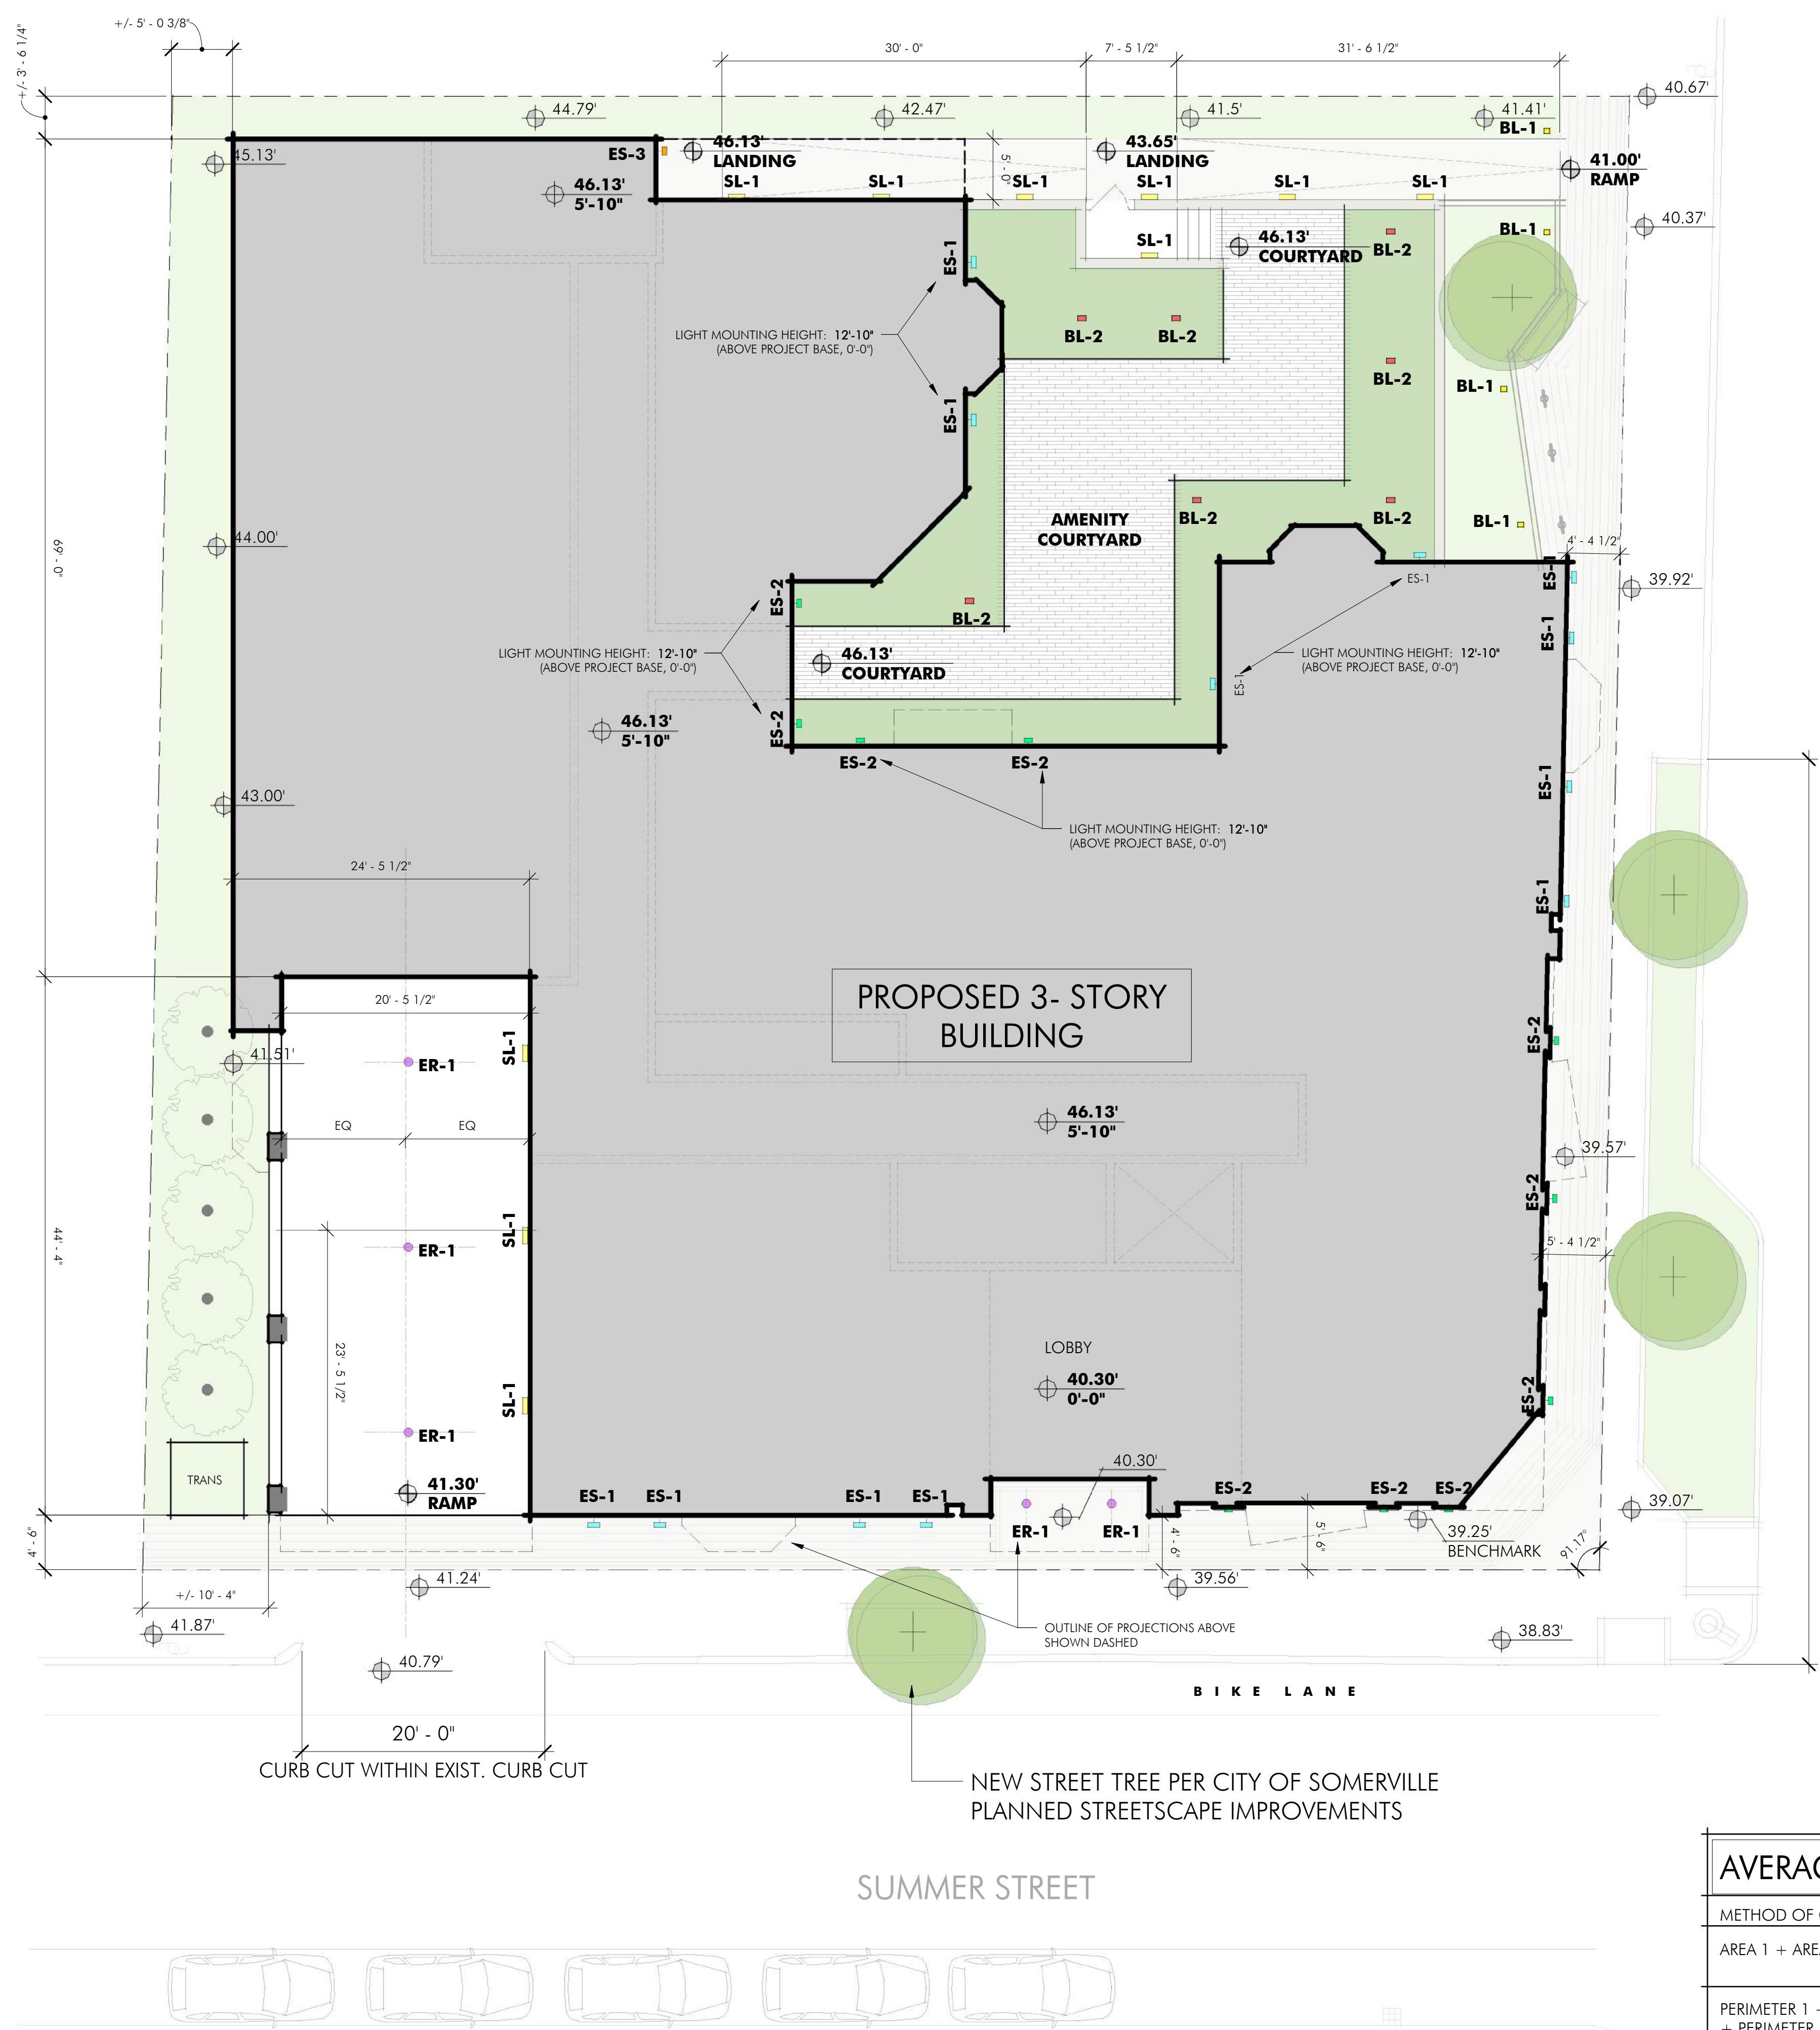 +/- 5' - 0 3/8"
+/- 3' - 6 1/4"
30' - 0"
7' - 5 1/2"
31' - 6 1/2"
40.67'
44.79'
42.47'
41.5'
41.41'
BL-1
45.13'
ES-3
46.13'
LANDING
5' - 0"
43.65'
LANDING
41.00'
RAMP
46.13'
5'-10"
SL-1
SL-1
SL-1
SL-1
SL-1
SL-1
40.37'
BL-1
ES-1
SL-1
46.13'
COURTYARD
BL-2
LIGHT MOUNTING HEIGHT: 12'-10"
(ABOVE PROJECT BASE, 0'-0")
BL-2
BL-2
BL-2
BL-1
ES-1
AMENITY
COURTYARD
BL-2
BL-2
BL-1
44.00'
69' - 0"
4' - 4 1/2"
ES-1
ES-1
39.92'
ES-2
BL-2
ES-1
LIGHT MOUNTING HEIGHT: 12'-10"
(ABOVE PROJECT BASE, 0'-0")
46.13'
COURTYARD
LIGHT MOUNTING HEIGHT: 12'-10"
(ABOVE PROJECT BASE, 0'-0")
ES-1
46.13'
5'-10"
ES-2
ES-2
ES-2
ES-1
43.00'
LIGHT MOUNTING HEIGHT: 12'-10"
(ABOVE PROJECT BASE, 0'-0")
24' - 5 1/2"
ES-1
20' - 5 1/2"
PROPOSED 3- STORY
BUILDING
41.51'
ER-1
SL-1
ES-2
EQ
EQ
46.13'
5'-10"
39.57'
ES-2
44' - 4"
ER-1
SL-1
5' - 4 1/2"
23' - 5 1/2"
LOBBY
40.30'
0'-0"
SL-1
ES-2
ER-1
TRANS
41.30'
RAMP
40.30'
ES-1
ES-1
ES-1
ES-1
ES-2
ES-2
ES-2
39.07'
4' - 6"
ER-1
ER-1
4' - 6"
5' - 6"
39.25'
BENCHMARK
91.17°
+/- 10' - 4"
41.24'
39.56'
41.87'
OUTLINE OF PROJECTIONS ABOVE
SHOWN DASHED
38.83'
40.79'
BIKE LANE
20' - 0"
CURB CUT WITHIN EXIST. CURB CUT
NEW STREET TREE PER CITY OF SOMERVILLE
PLANNED STREETSCAPE IMPROVEMENTS
SUMMER STREET
METHOD OF
AREA 1 +
PERIMETER 1
+ PERIMETER